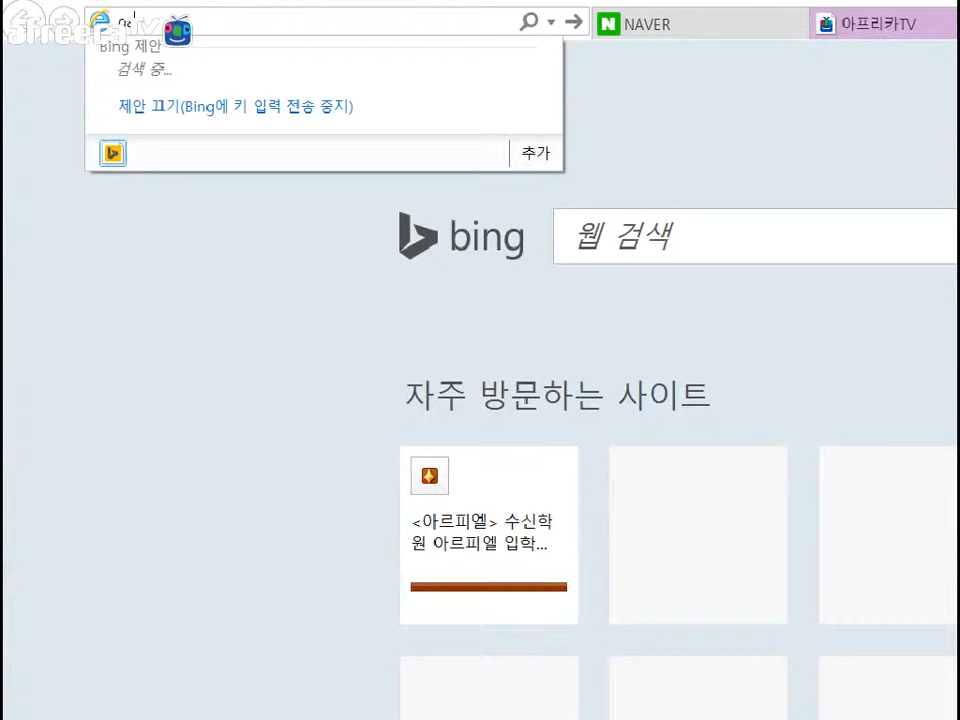 afreecaTV
NAVER
아프리카TV
Bing 제안
검색 중...
제안 끄기(Bing에 키 입력 전송 중지)
추가
bing
웹 검색
자주 방문하는 사이트
<아르피엘> 수신학
원 아르피엘 입학...